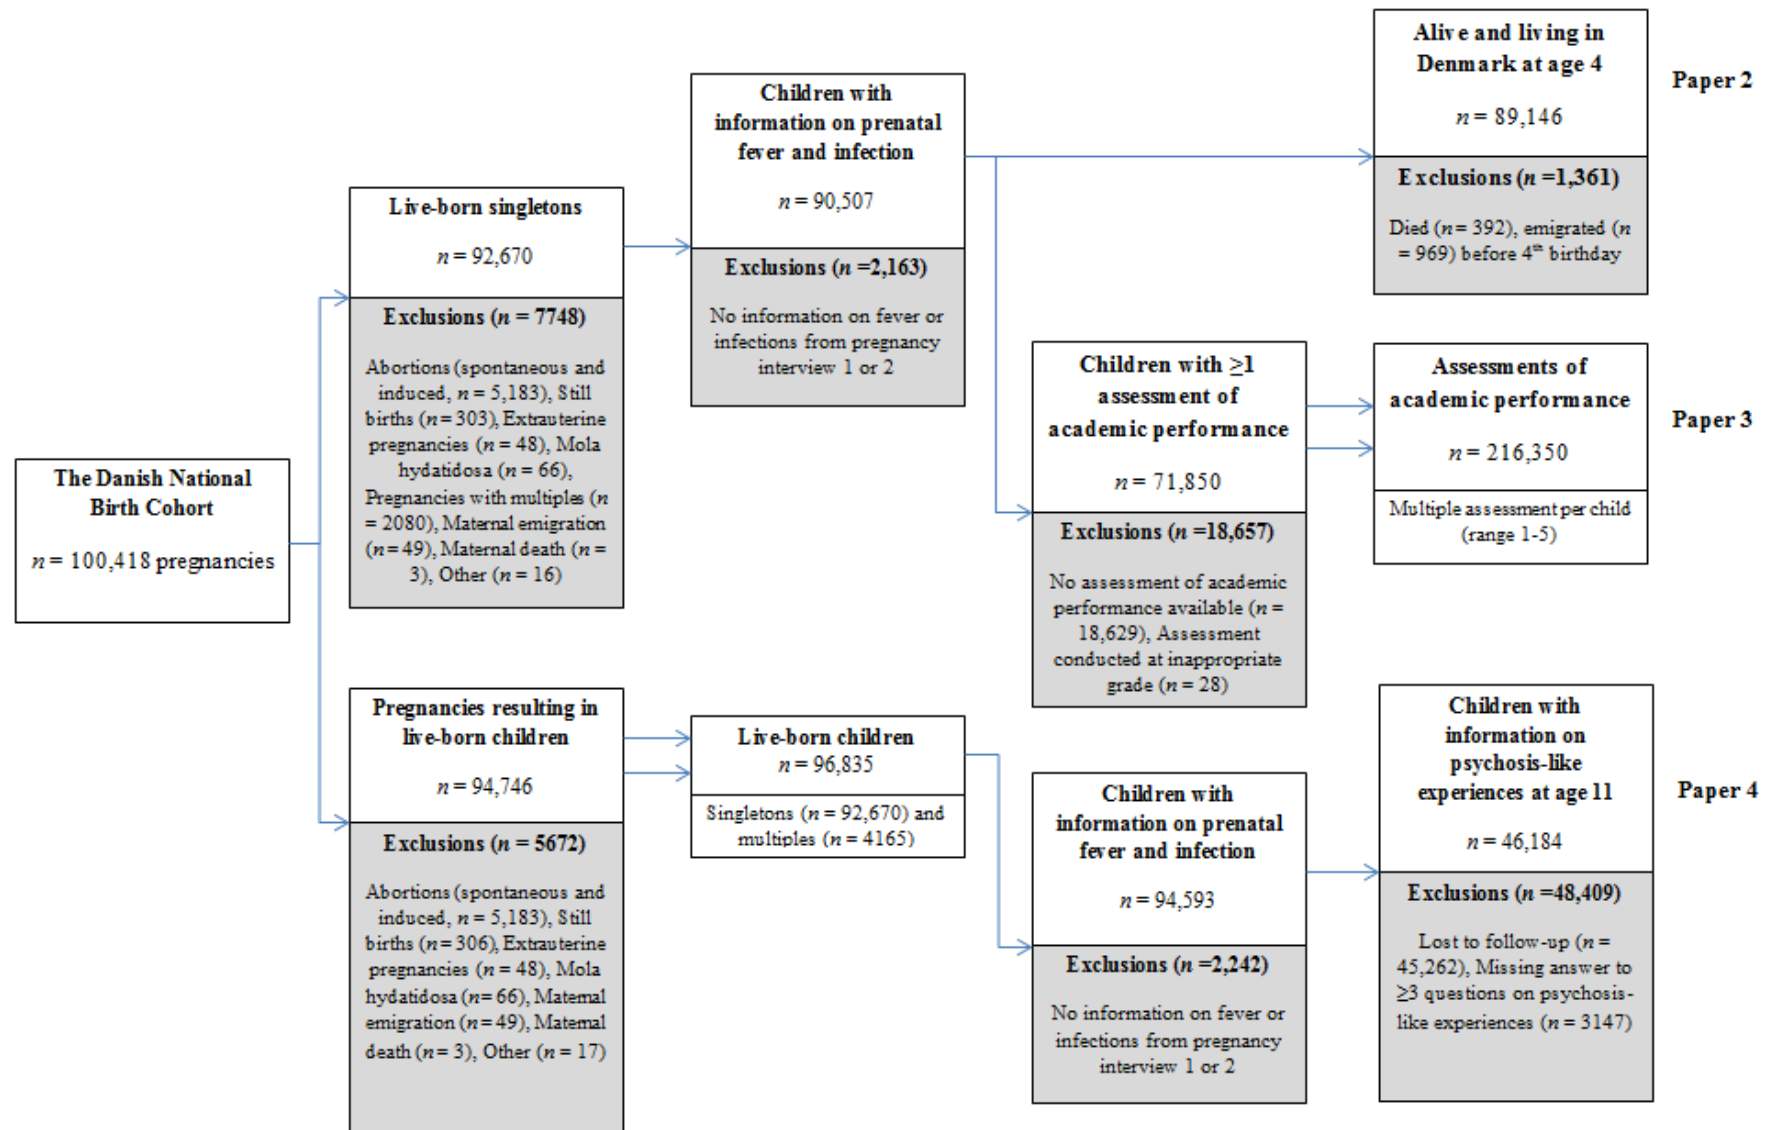 The Danish National
Birth Cohort
n = 100,418 pregnancies
Live-born singletons
n = 92,670
Exclusions (n = 7748)
Abortions (spontaneous and
induced, n = 5,183), Still
births (n = 303), Extrauterine
pregnancies (n = 48), Mola
hydatidosa (n = 66),
Pregnancies with multiples (n
= 2080), Maternal emigration
(n = 49), Maternal death (n =
3), Other (n = 16)
Children with
information on prenatal
fever and infection
n = 90,507
Exclusions (n =2,163)
No information on fever or
infections from pregnancy
interview 1 or 2
Alive and living in
Denmark at age 4
n = 89,146
Exclusions (n =1,361)
Died (n = 392), emigrated (n
= 969) before 4th birthday
Paper 2
Children with ≥1
assessment of
academic performance
n = 71,850
Exclusions (n =18,657)
No assessment of academic
performance available (n =
18,629), Assessment
conducted at inappropriate
grade (n = 28)
Assessments of
academic performance
n = 216,350
Multiple assessment per child
(range 1-5)
Paper 3
Pregnancies resulting in
live-born children
n = 94,746
Exclusions (n = 5672)
Abortions (spontaneous and
induced, n = 5,183), Still
births (n = 306), Extrauterine
pregnancies (n = 48), Mola
hydatidosa (n = 66), Maternal
emigration (n = 49), Maternal
death (n = 3), Other (n = 17)
Live-born children
n = 96,835
Singletons (n = 92,670) and
multiples (n = 4165)
Children with
information on prenatal
fever and infection
n = 94,593
Exclusions (n =2,242)
No information on fever or
infections from pregnancy
interview 1 or 2
Children with
information on
psychosis-like
experiences at age 11
n = 46,184
Exclusions (n =48,409)
Lost to follow-up (n =
45,262), Missing answer to
≥3 questions on psychosis-
like experiences (n = 3147)
Paper 4